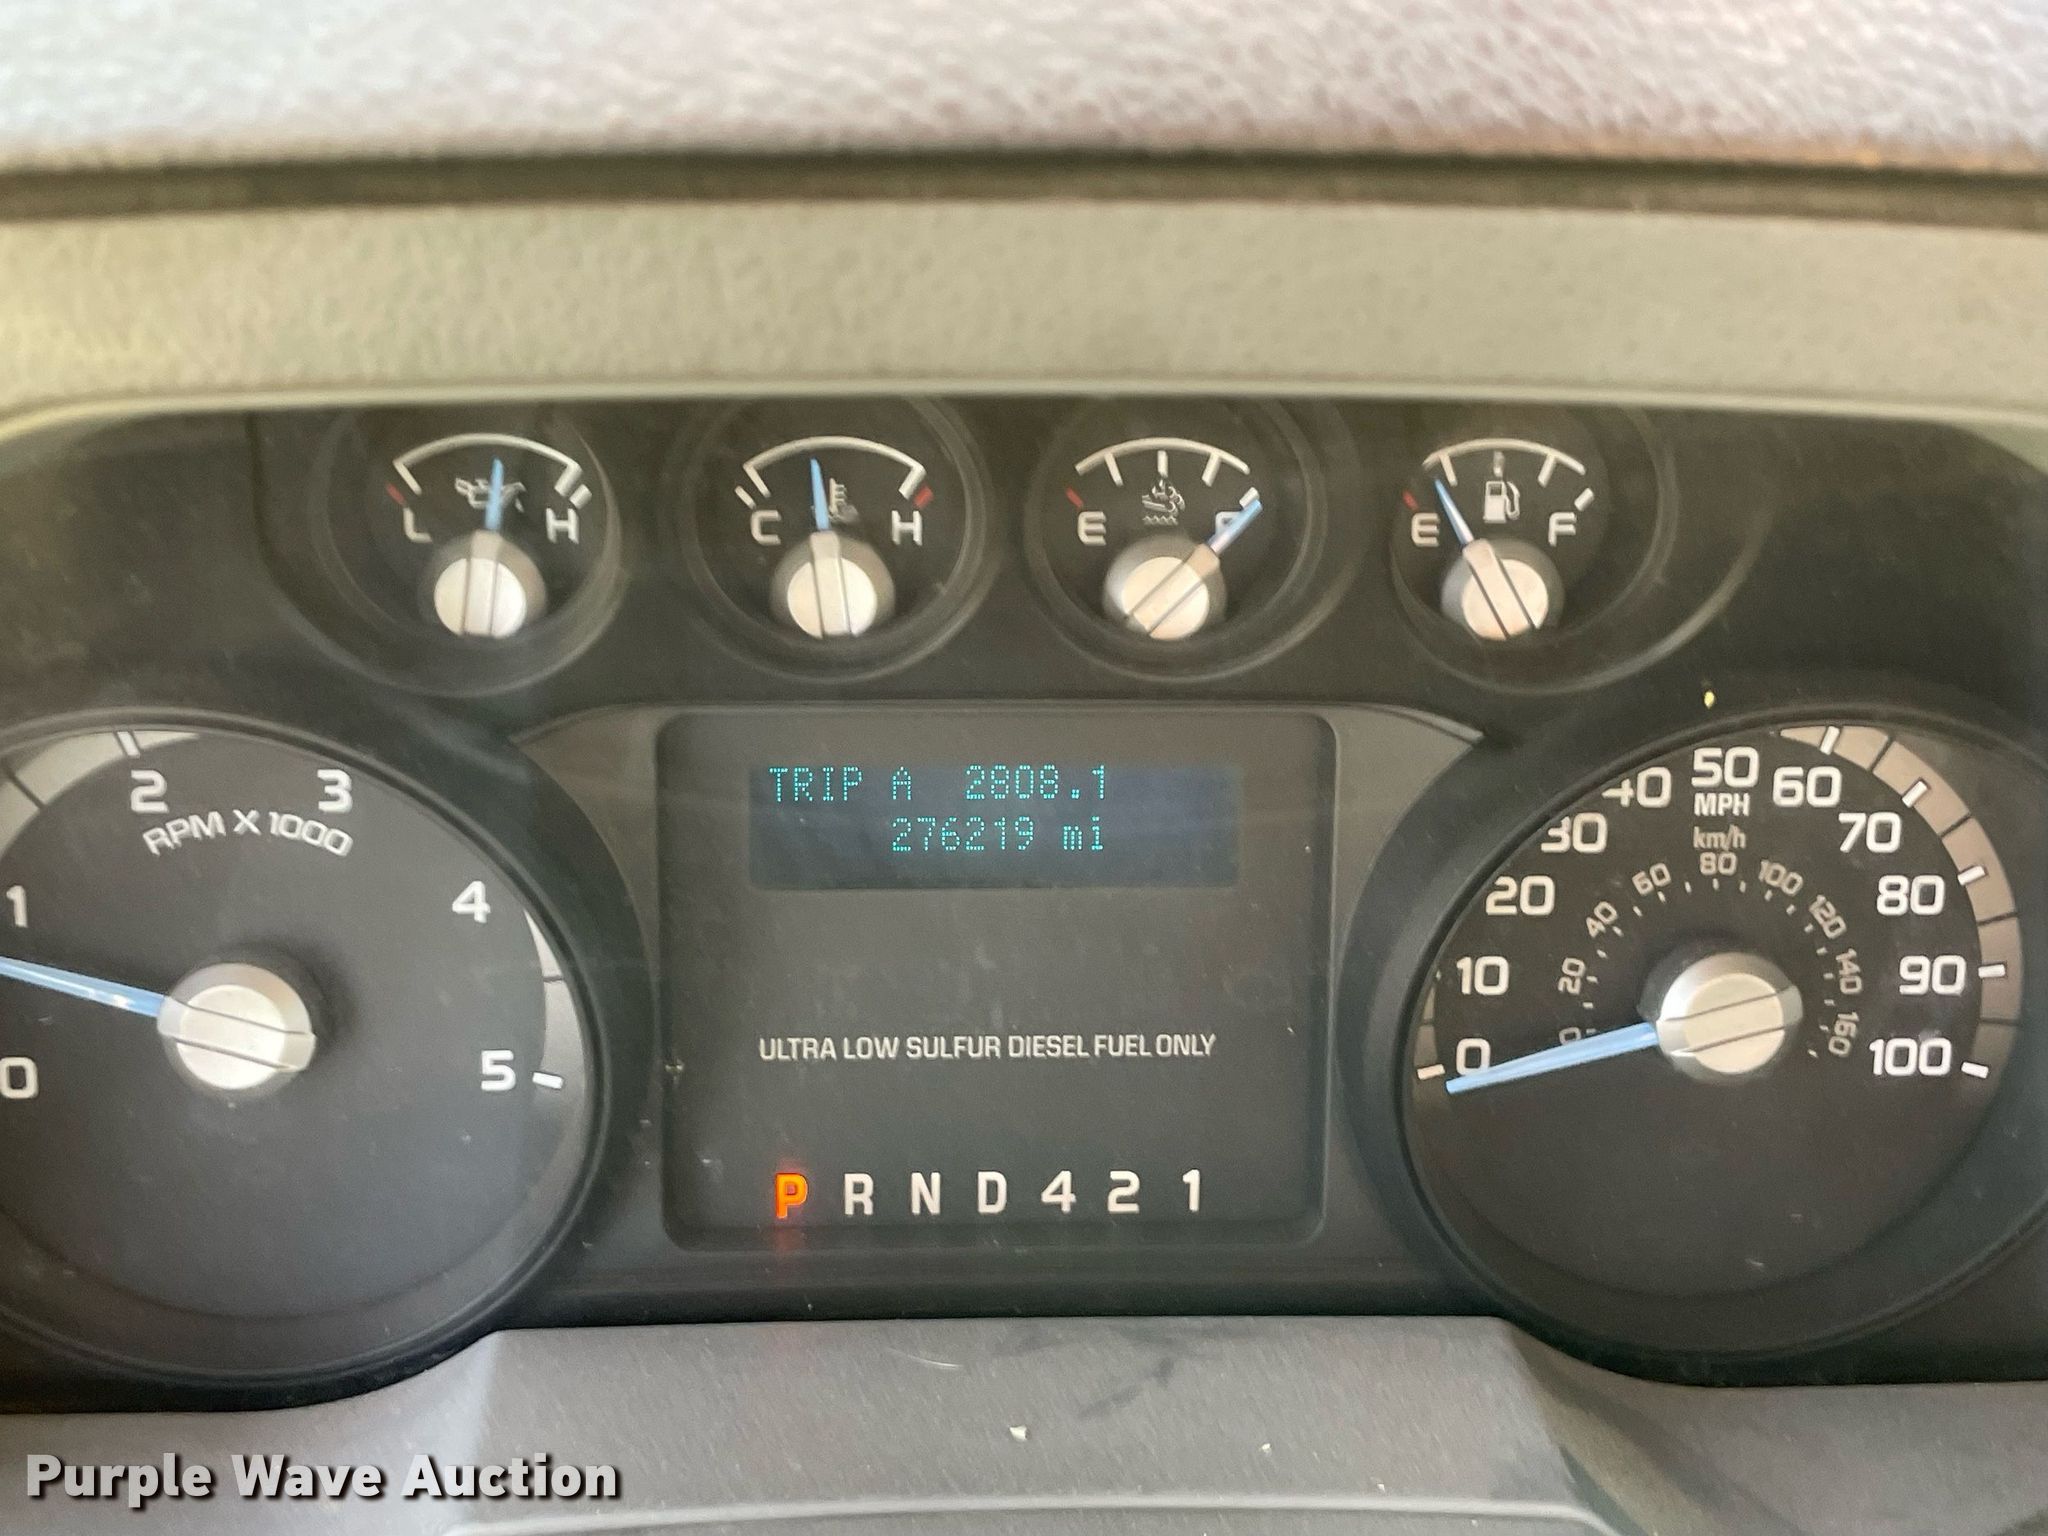 L H
C H
E F
E F
TRIP A 2808.1
276219 mi
0 1 2 3 4 5
RPM X 1000
0 10 20 30 40 50 60 70 80 90 100
MPH
km/h
0 20 40 60 80 100 120 140 160
ULTRA LOW SULFUR DIESEL FUEL ONLY
P R N D 4 2 1
Purple Wave Auction